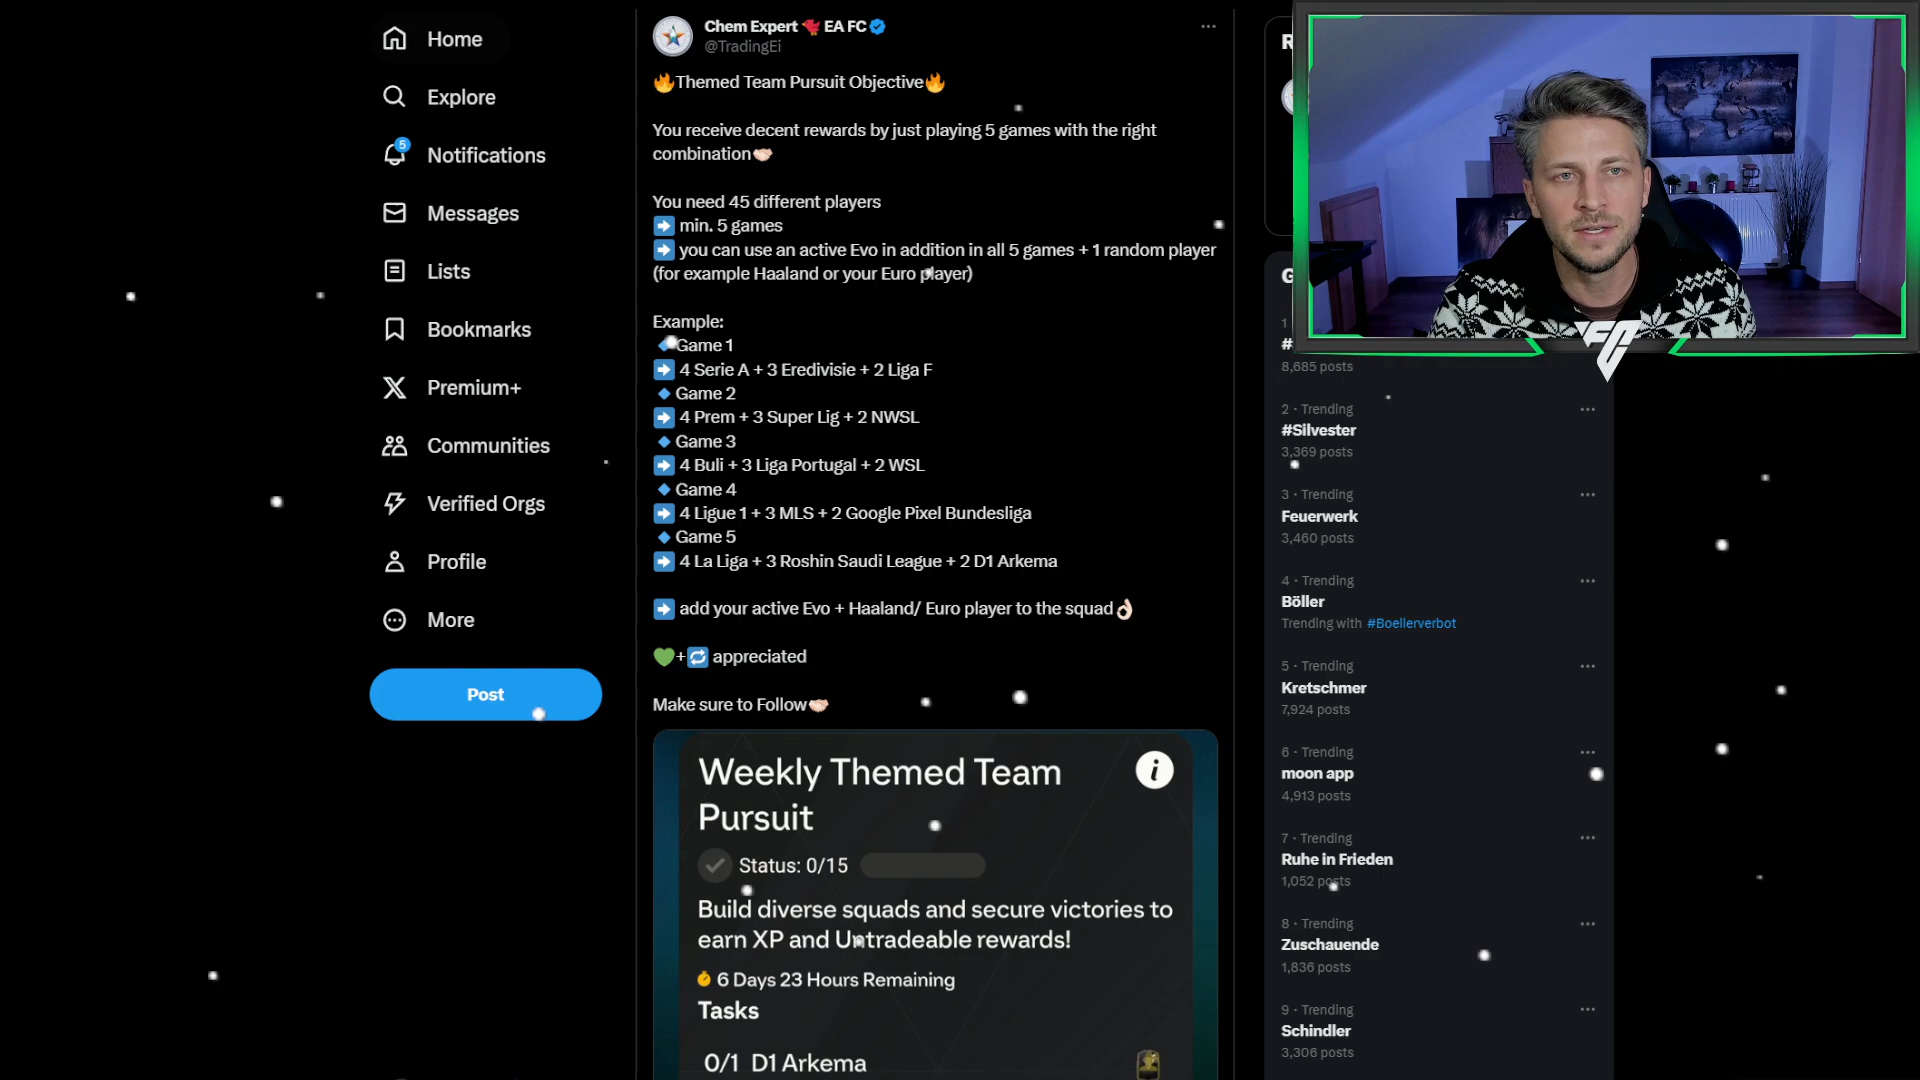 Home
Explore
5
Notifications
Messages
Lists
Bookmarks
Premium+
Communities
Verified Orgs
Profile
More
Post
Chem Expert EA FC
@TradingEi
🔥Themed Team Pursuit Objective🔥
You receive decent rewards by just playing 5 games with the right
combination🤝🏻
You need 45 different players
➡️ min. 5 games
➡️ you can use an active Evo in addition in all 5 games + 1 random player
(for example Haaland or your Euro player)
Example:
🔹Game 1
➡️ 4 Serie A + 3 Eredivisie + 2 Liga F
🔹Game 2
➡️ 4 Prem + 3 Super Lig + 2 NWSL
🔹Game 3
➡️ 4 Buli + 3 Liga Portugal + 2 WSL
🔹Game 4
➡️ 4 Ligue 1 + 3 MLS + 2 Google Pixel Bundesliga
🔹Game 5
➡️ 4 La Liga + 3 Roshin Saudi League + 2 D1 Arkema
➡️ add your active Evo + Haaland/ Euro player to the squad👌🏻
💚+🔁 appreciated
Make sure to Follow🤝🏻
Weekly Themed Team
Pursuit
Status: 0/15
Build diverse squads and secure victories to
earn XP and Untradeable rewards!
6 Days 23 Hours Remaining
Tasks
0/1 D1 Arkema
R
G
1
#
8,685 posts
2 · Trending
#Silvester
3,369 posts
3 · Trending
Feuerwerk
3,460 posts
4 · Trending
Böller
Trending with #Boellerverbot
5 · Trending
Kretschmer
7,924 posts
6 · Trending
moon app
4,913 posts
7 · Trending
Ruhe in Frieden
1,052 posts
8 · Trending
Zuschauende
1,836 posts
9 · Trending
Schindler
3,306 posts
FC